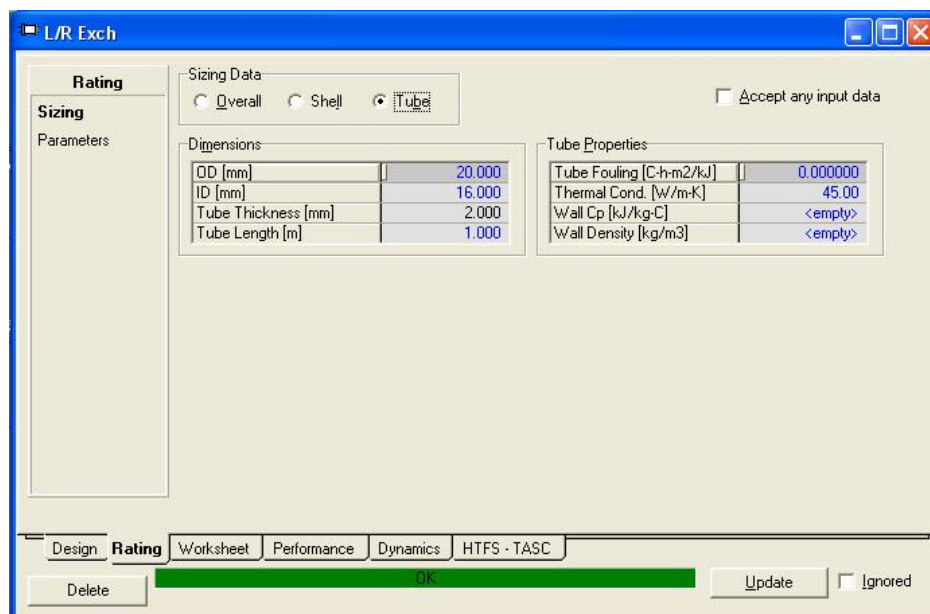 L/R Exch
Rating
Sizing
Parameters
Sizing Data
Overall Shell Tube
Accept any input data
Dimensions
OD [mm] 20.000
ID [mm] 16.000
Tube Thickness [mm] 2.000
Tube Length [m] 1.000
Tube Properties
Tube Fouling [C-h-m2/kJ] 0.000000
Thermal Cond. [W/m-K] 45.00
Wall Cp [kJ/kg-C] <empty>
Wall Density [kg/m3] <empty>
Design Rating Worksheet Performance Dynamics HTFS - TASC
Delete OK Update Ignored